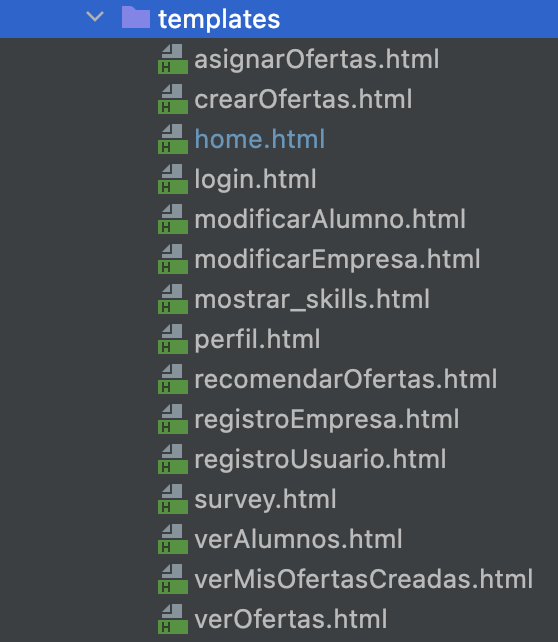 templates
asignarOfertas.html
crearOfertas.html
home.html
login.html
modificarAlumno.html
modificarEmpresa.html
mostrar_skills.html
perfil.html
recomendarOfertas.html
registroEmpresa.html
registroUsuario.html
survey.html
verAlumnos.html
verMisOfertasCreadas.html
verOfertas.html